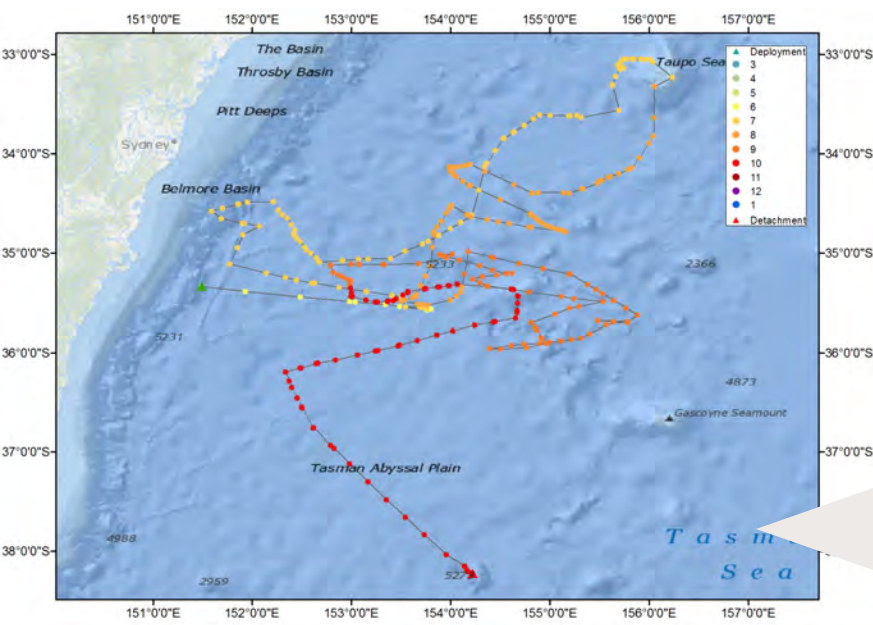 151°0'0"E 152°0'0"E 153°0'0"E 154°0'0"E 155°0'0"E 156°0'0"E 157°0'0"E
33°0'0"S 33°0'0"S
The Basin
Taupo Sea
Throsby Basin
Pitt Deeps
Sydney
34°0'0"S 34°0'0"S
Belmore Basin
Deployment
3
4
5
6
7
8
9
10
11
12
1
Detachment
35°0'0"S 35°0'0"S
5233
2366
5231
36°0'0"S 36°0'0"S
4873
Gascoyne Seamount
37°0'0"S 37°0'0"S
Tasman Abyssal Plain
4988
38°0'0"S
Tasm
Sea
2959
151°0'0"E 152°0'0"E 153°0'0"E 154°0'0"E 155°0'0"E 156°0'0"E 157°0'0"E